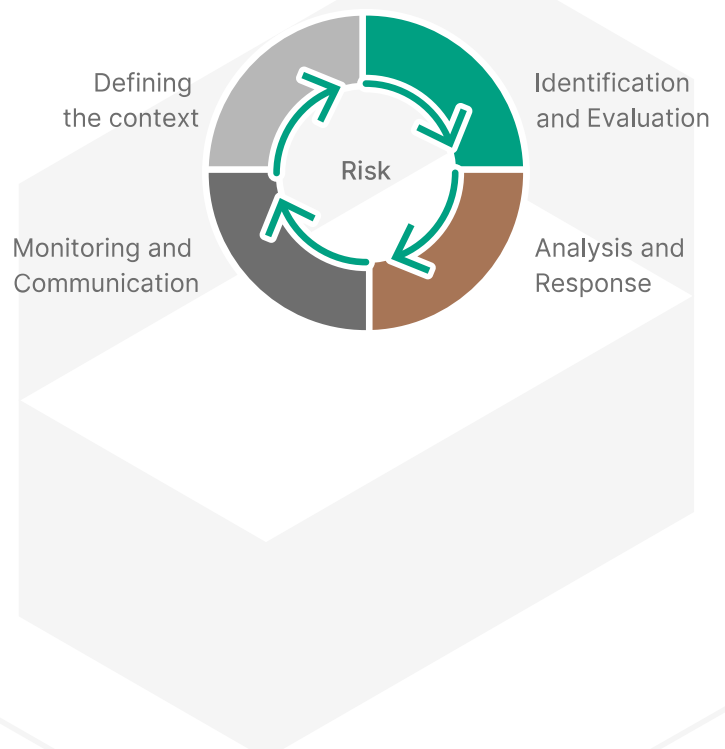 Defining
the context
Identification
and Evaluation
Risk
Monitoring and
Communication
Analysis and
Response